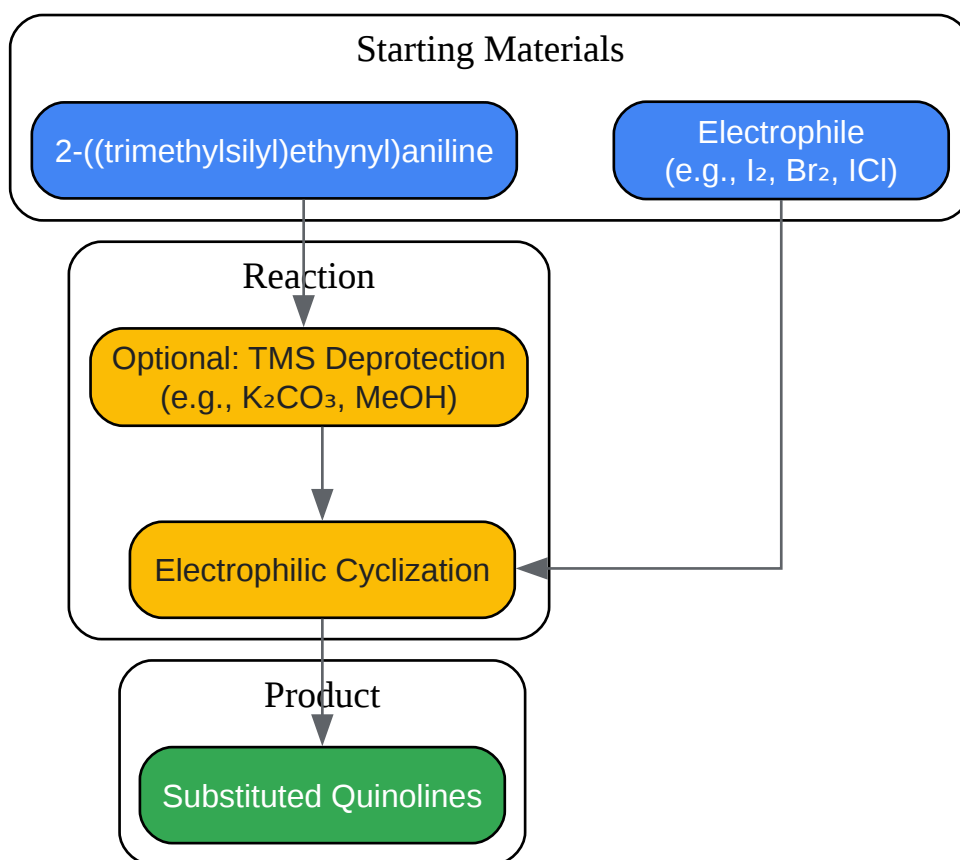 Starting Materials
2-((trimethylsilyl)ethynyl)aniline
Electrophile
(e.g., I₂, Br₂, ICl)
Reaction
Optional: TMS Deprotection
(e.g., K₂CO₃, MeOH)
Electrophilic Cyclization
Product
Substituted Quinolines